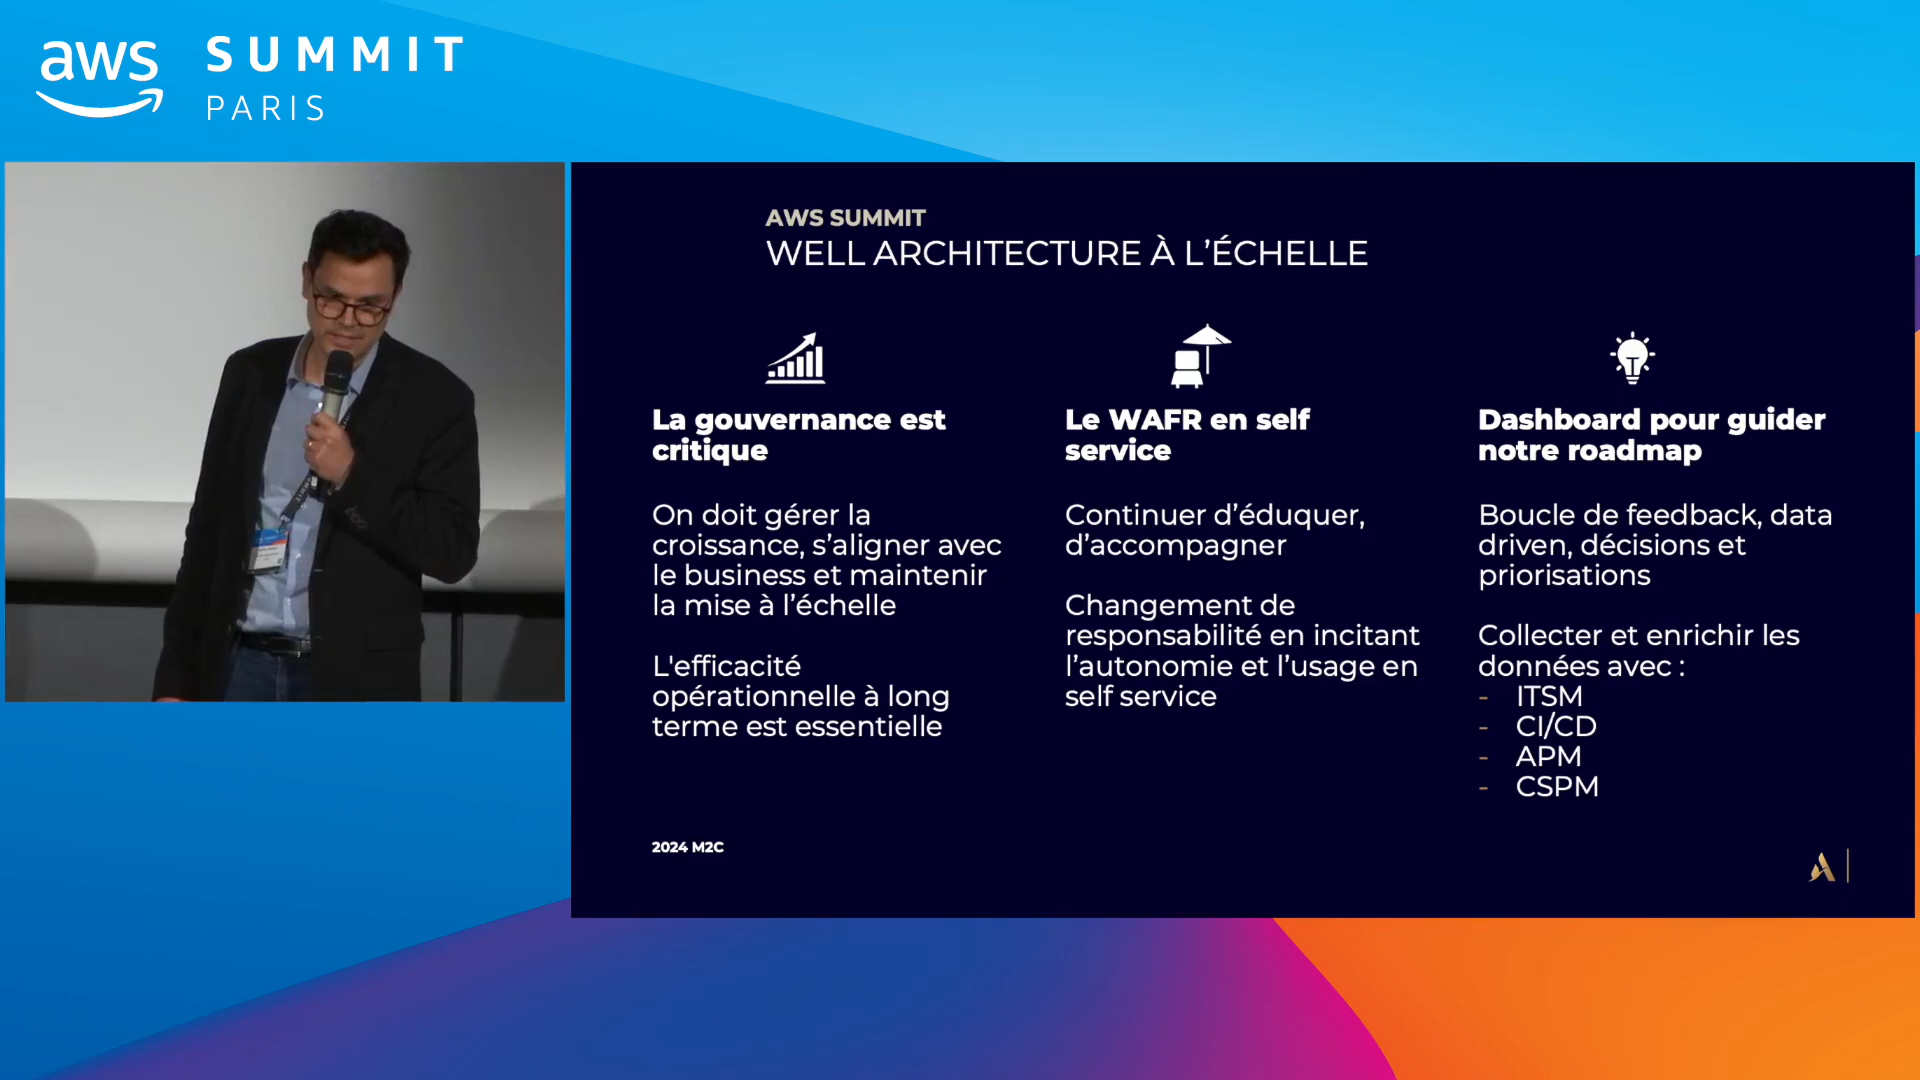 aws SUMMIT
PARIS
AWS SUMMIT
WELL ARCHITECTURE À L’ÉCHELLE
La gouvernance est
critique
On doit gérer la
croissance, s’aligner avec
le business et maintenir
la mise à l’échelle
L'efficacité
opérationnelle à long
terme est essentielle
Le WAFR en self
service
Continuer d’éduquer,
d’accompagner
Changement de
responsabilité en incitant
l’autonomie et l’usage en
self service
Dashboard pour guider
notre roadmap
Boucle de feedback, data
driven, décisions et
priorisations
Collecter et enrichir les
données avec :
- ITSM
- CI/CD
- APM
- CSPM
2024 M2C